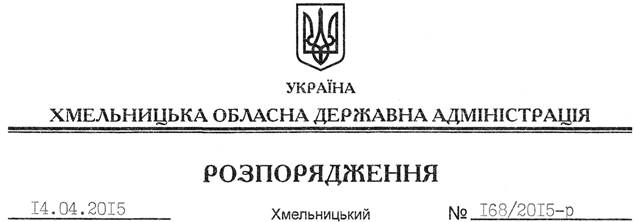 УКРАЇНА
ХМЕЛЬНИЦЬКА ОБЛАСНА ДЕРЖАВНА АДМІНІСТРАЦІЯ
РОЗПОРЯДЖЕННЯ
14.04.2015 Хмельницький № 168/2015-р